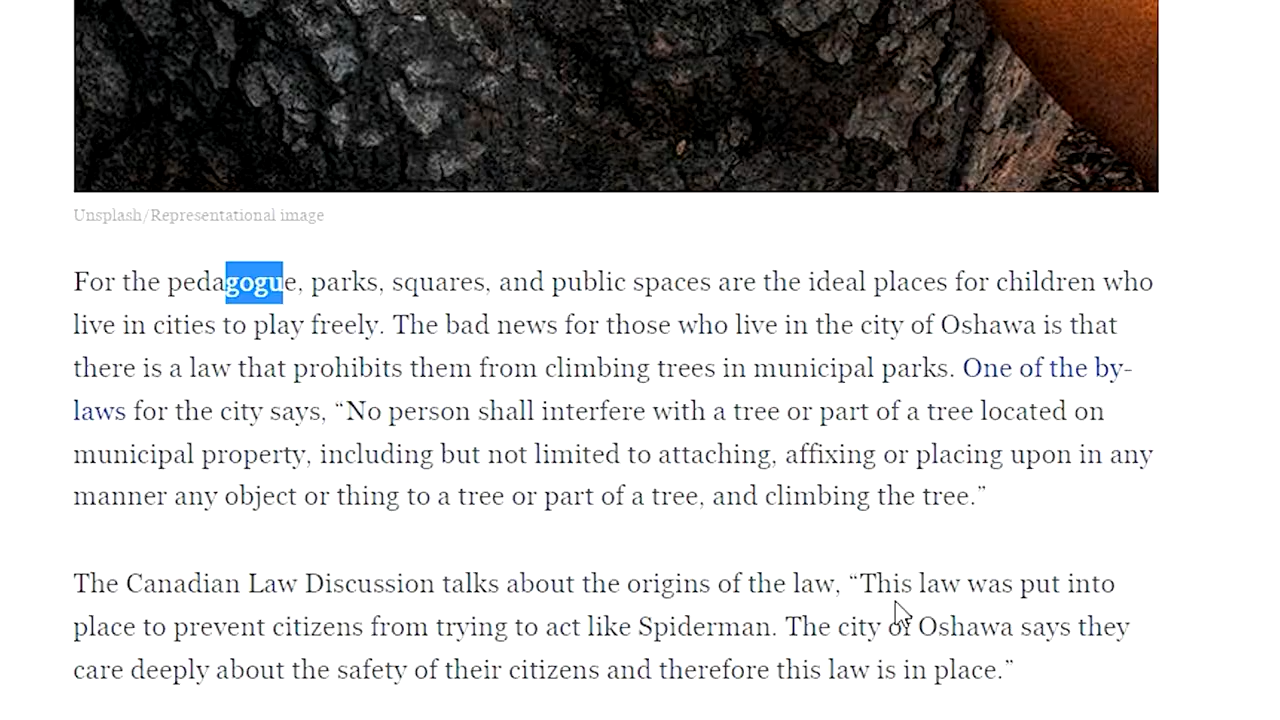 Unsplash/Representational image
For the pedagogue, parks, squares, and public spaces are the ideal places for children who
live in cities to play freely. The bad news for those who live in the city of Oshawa is that
there is a law that prohibits them from climbing trees in municipal parks. One of the by-
laws for the city says, “No person shall interfere with a tree or part of a tree located on
municipal property, including but not limited to attaching, affixing or placing upon in any
manner any object or thing to a tree or part of a tree, and climbing the tree.”
The Canadian Law Discussion talks about the origins of the law, “This law was put into
place to prevent citizens from trying to act like Spiderman. The city of Oshawa says they
care deeply about the safety of their citizens and therefore this law is in place.”